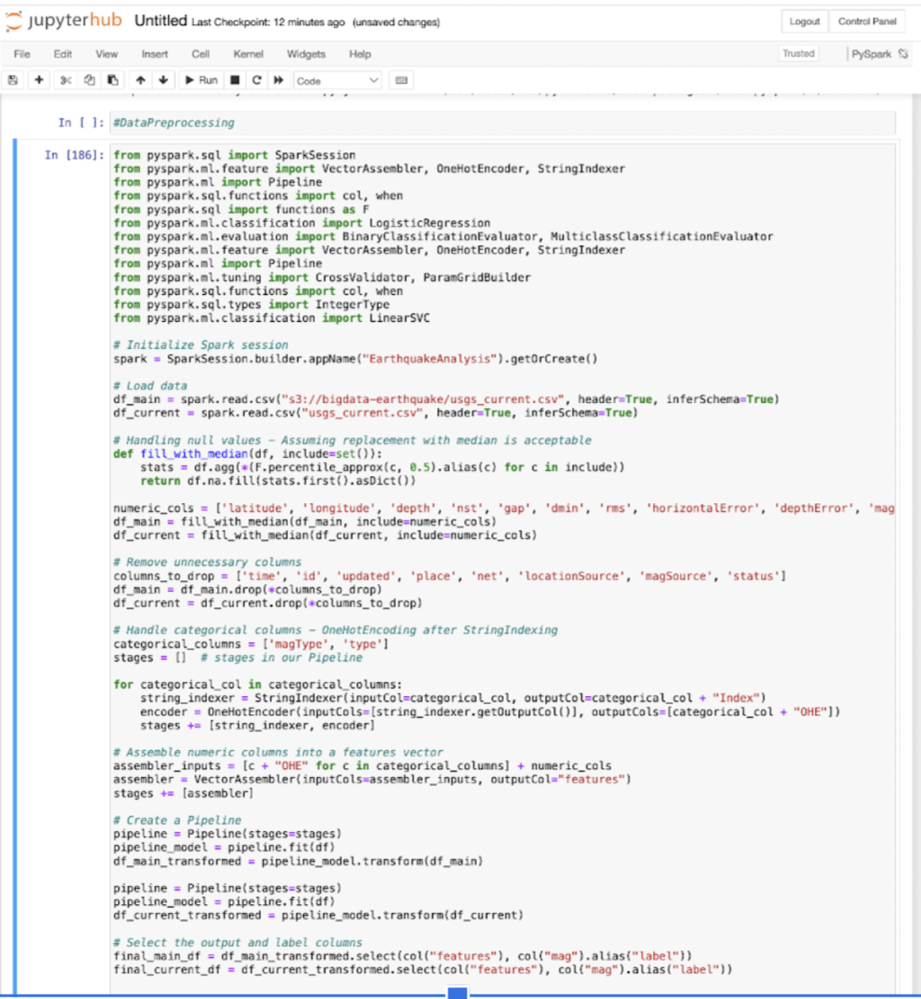 jupyterhub Untitled Last Checkpoint: 12 minutes ago (unsaved changes) Logout Control Panel
File Edit View Insert Cell Kernel Widgets Help Trusted PySpark
Run Code
In [ ]: #DataPreprocessing
In [186]: from pyspark.sql import SparkSession
from pyspark.ml.feature import VectorAssembler, OneHotEncoder, StringIndexer
from pyspark.ml import Pipeline
from pyspark.sql.functions import col, when
from pyspark.sql import functions as F
from pyspark.ml.classification import LogisticRegression
from pyspark.ml.evaluation import BinaryClassificationEvaluator, MulticlassClassificationEvaluator
from pyspark.ml.feature import VectorAssembler, OneHotEncoder, StringIndexer
from pyspark.ml import Pipeline
from pyspark.ml.tuning import CrossValidator, ParamGridBuilder
from pyspark.sql.functions import col, when
from pyspark.sql.types import IntegerType
from pyspark.ml.classification import LinearSVC

# Initialize Spark session
spark = SparkSession.builder.appName("EarthquakeAnalysis").getOrCreate()

# Load data
df_main = spark.read.csv("s3://bigdata-earthquake/usgs_current.csv", header=True, inferSchema=True)
df_current = spark.read.csv("usgs_current.csv", header=True, inferSchema=True)

# Handling null values – Assuming replacement with median is acceptable
def fill_with_median(df, include=set()):
    stats = df.agg(*(F.percentile_approx(c, 0.5).alias(c) for c in include))
    return df.na.fill(stats.first().asDict())

numeric_cols = ['latitude', 'longitude', 'depth', 'nst', 'gap', 'dmin', 'rms', 'horizontalError', 'depthError', 'mag
df_main = fill_with_median(df_main, include=numeric_cols)
df_current = fill_with_median(df_current, include=numeric_cols)

# Remove unnecessary columns
columns_to_drop = ['time', 'id', 'updated', 'place', 'net', 'locationSource', 'magSource', 'status']
df_main = df_main.drop(*columns_to_drop)
df_current = df_current.drop(*columns_to_drop)

# Handle categorical columns – OneHotEncoding after StringIndexing
categorical_columns = ['magType', 'type']
stages = []  # stages in our Pipeline

for categorical_col in categorical_columns:
    string_indexer = StringIndexer(inputCol=categorical_col, outputCol=categorical_col + "Index")
    encoder = OneHotEncoder(inputCols=[string_indexer.getOutputCol()], outputCols=[categorical_col + "OHE"])
    stages += [string_indexer, encoder]

# Assemble numeric columns into a features vector
assembler_inputs = [c + "OHE" for c in categorical_columns] + numeric_cols
assembler = VectorAssembler(inputCols=assembler_inputs, outputCol="features")
stages += [assembler]

# Create a Pipeline
pipeline = Pipeline(stages=stages)
pipeline_model = pipeline.fit(df)
df_main_transformed = pipeline_model.transform(df_main)

pipeline = Pipeline(stages=stages)
pipeline_model = pipeline.fit(df)
df_current_transformed = pipeline_model.transform(df_current)

# Select the output and label columns
final_main_df = df_main_transformed.select(col("features"), col("mag").alias("label"))
final_current_df = df_current_transformed.select(col("features"), col("mag").alias("label"))